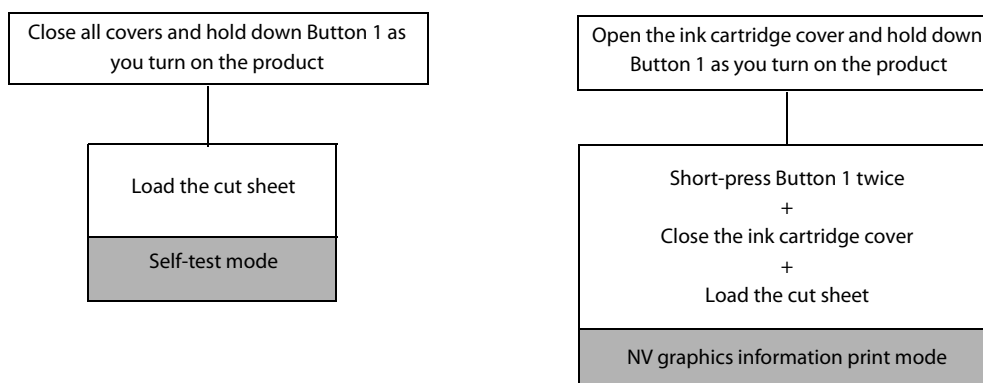 Close all covers and hold down Button 1 as
you turn on the product
Load the cut sheet
Self-test mode
Open the ink cartridge cover and hold down
Button 1 as you turn on the product
Short-press Button 1 twice
+
Close the ink cartridge cover
+
Load the cut sheet
NV graphics information print mode